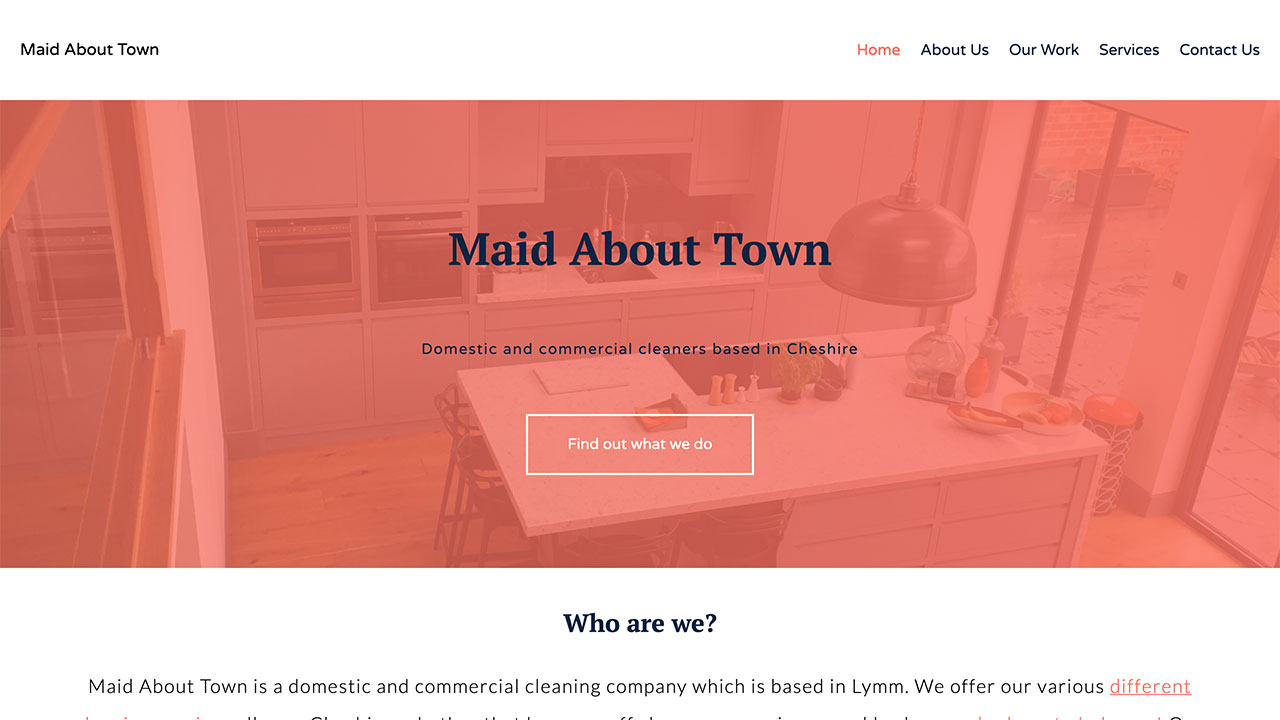 Maid About Town
Home About Us Our Work Services Contact Us
Maid About Town
Domestic and commercial cleaners based in Cheshire
Find out what we do
Who are we?
Maid About Town is a domestic and commercial cleaning company which is based in Lymm. We offer our various different